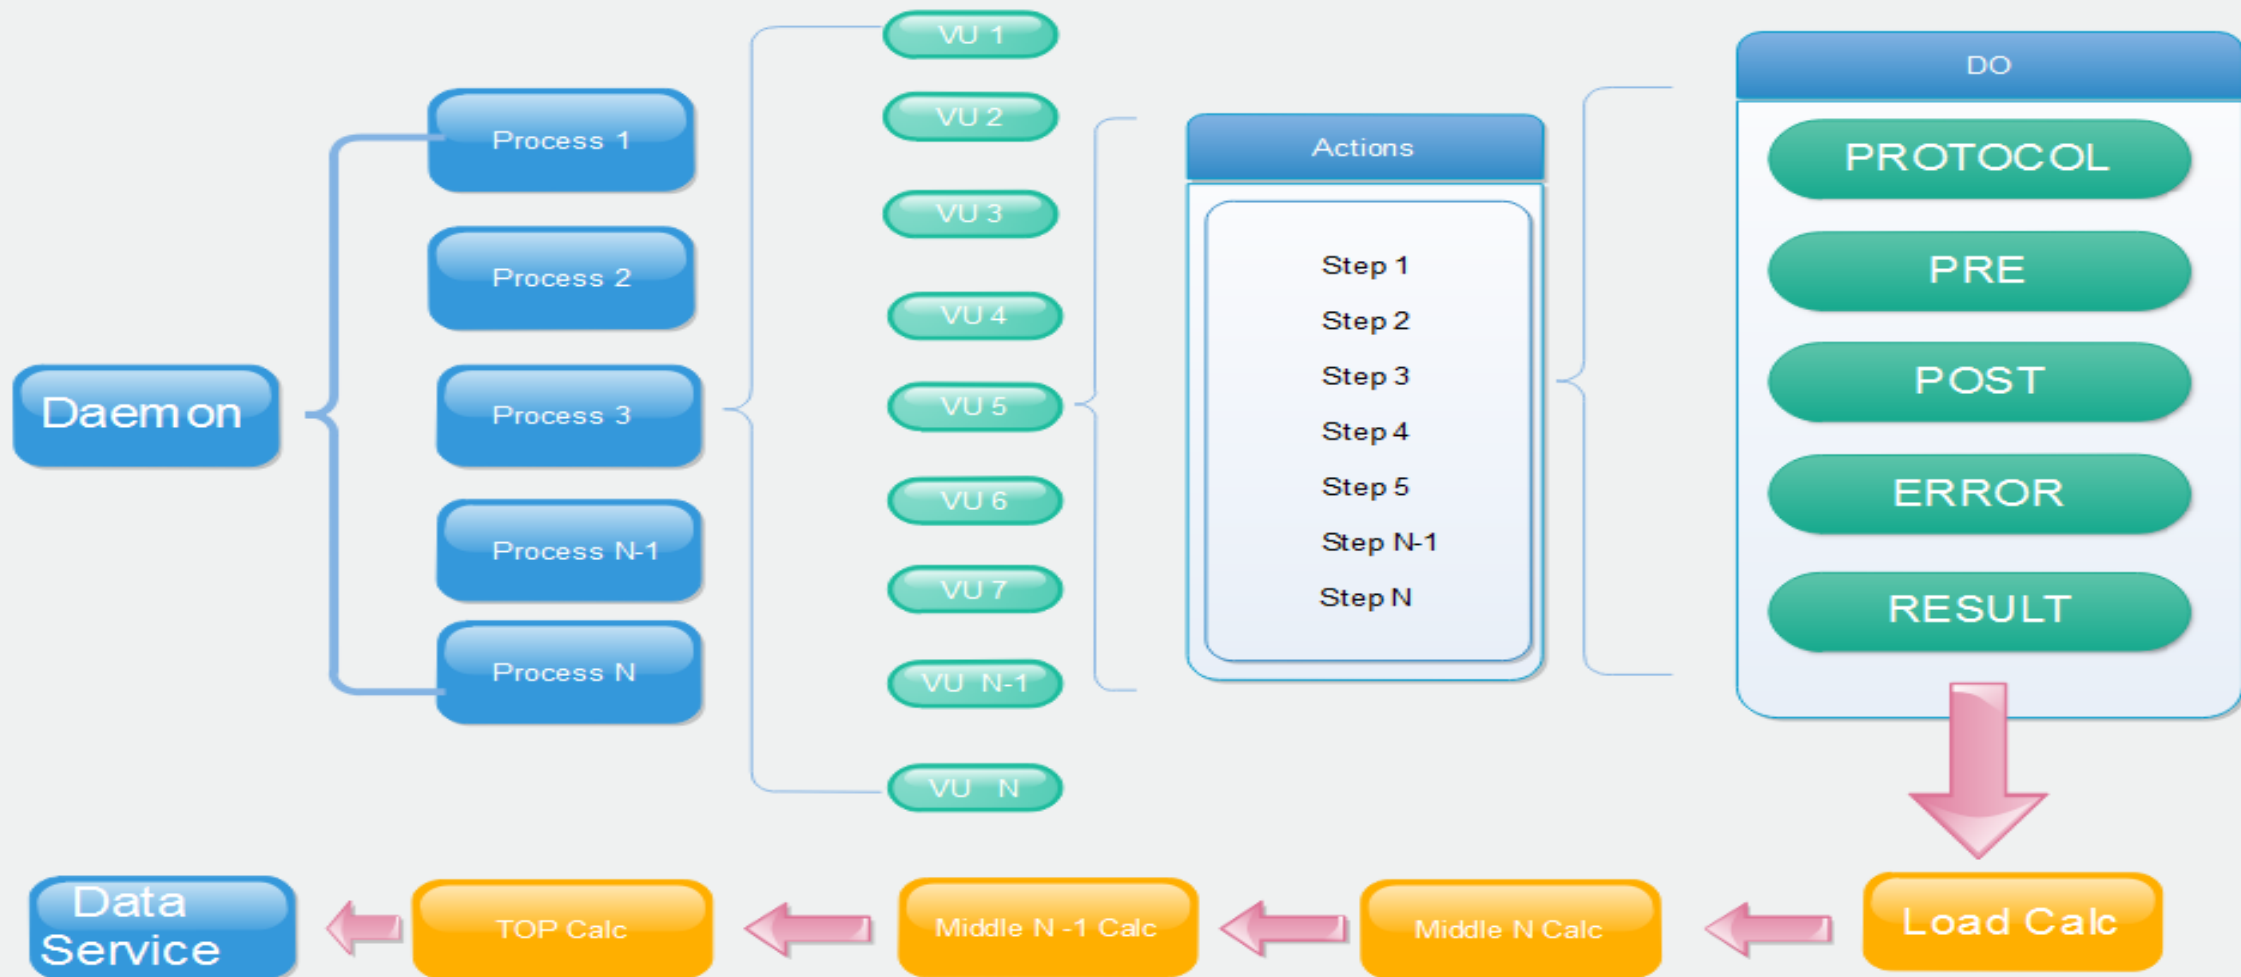 Daemon
Process 1
Process 2
Process 3
Process N-1
Process N
VU 1
VU 2
VU 3
VU 4
VU 5
VU 6
VU 7
VU N-1
VU N
Actions
Step 1
Step 2
Step 3
Step 4
Step 5
Step N-1
Step N
DO
PROTOCOL
PRE
POST
ERROR
RESULT
Load Calc
Middle N Calc
Middle N -1 Calc
TOP Calc
Data
Service